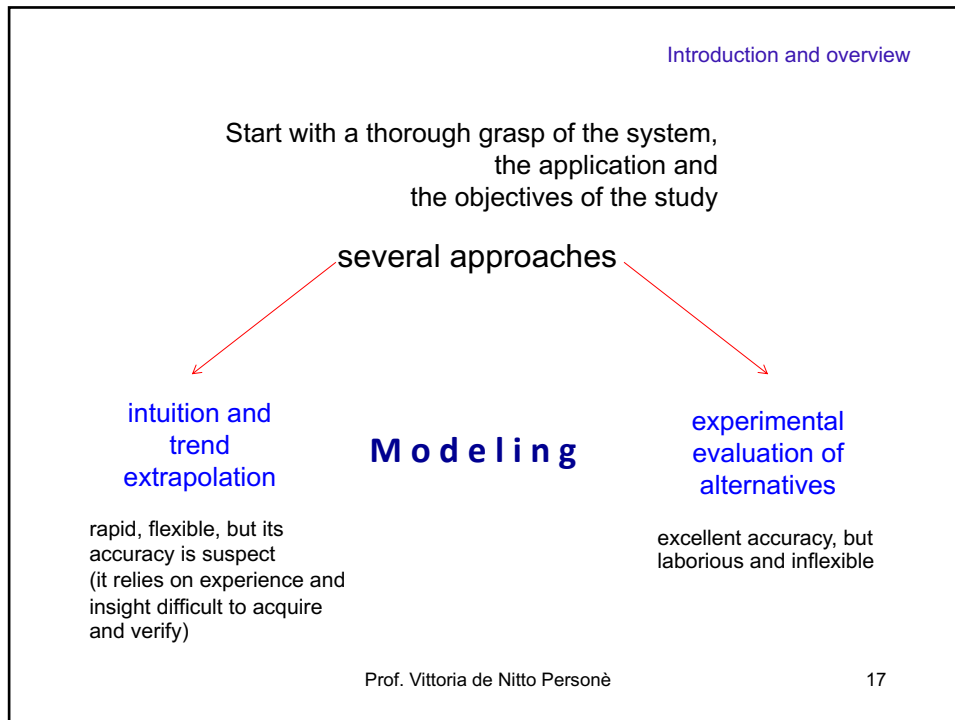 Introduction and overview
Start with a thorough grasp of the system,
the application and
the objectives of the study
several approaches
intuition and
trend
extrapolation
rapid, flexible, but its
accuracy is suspect
(it relies on experience and
insight difficult to acquire
and verify)
Modeling
experimental
evaluation of
alternatives
excellent accuracy, but
laborious and inflexible
Prof. Vittoria de Nitto Personè
17